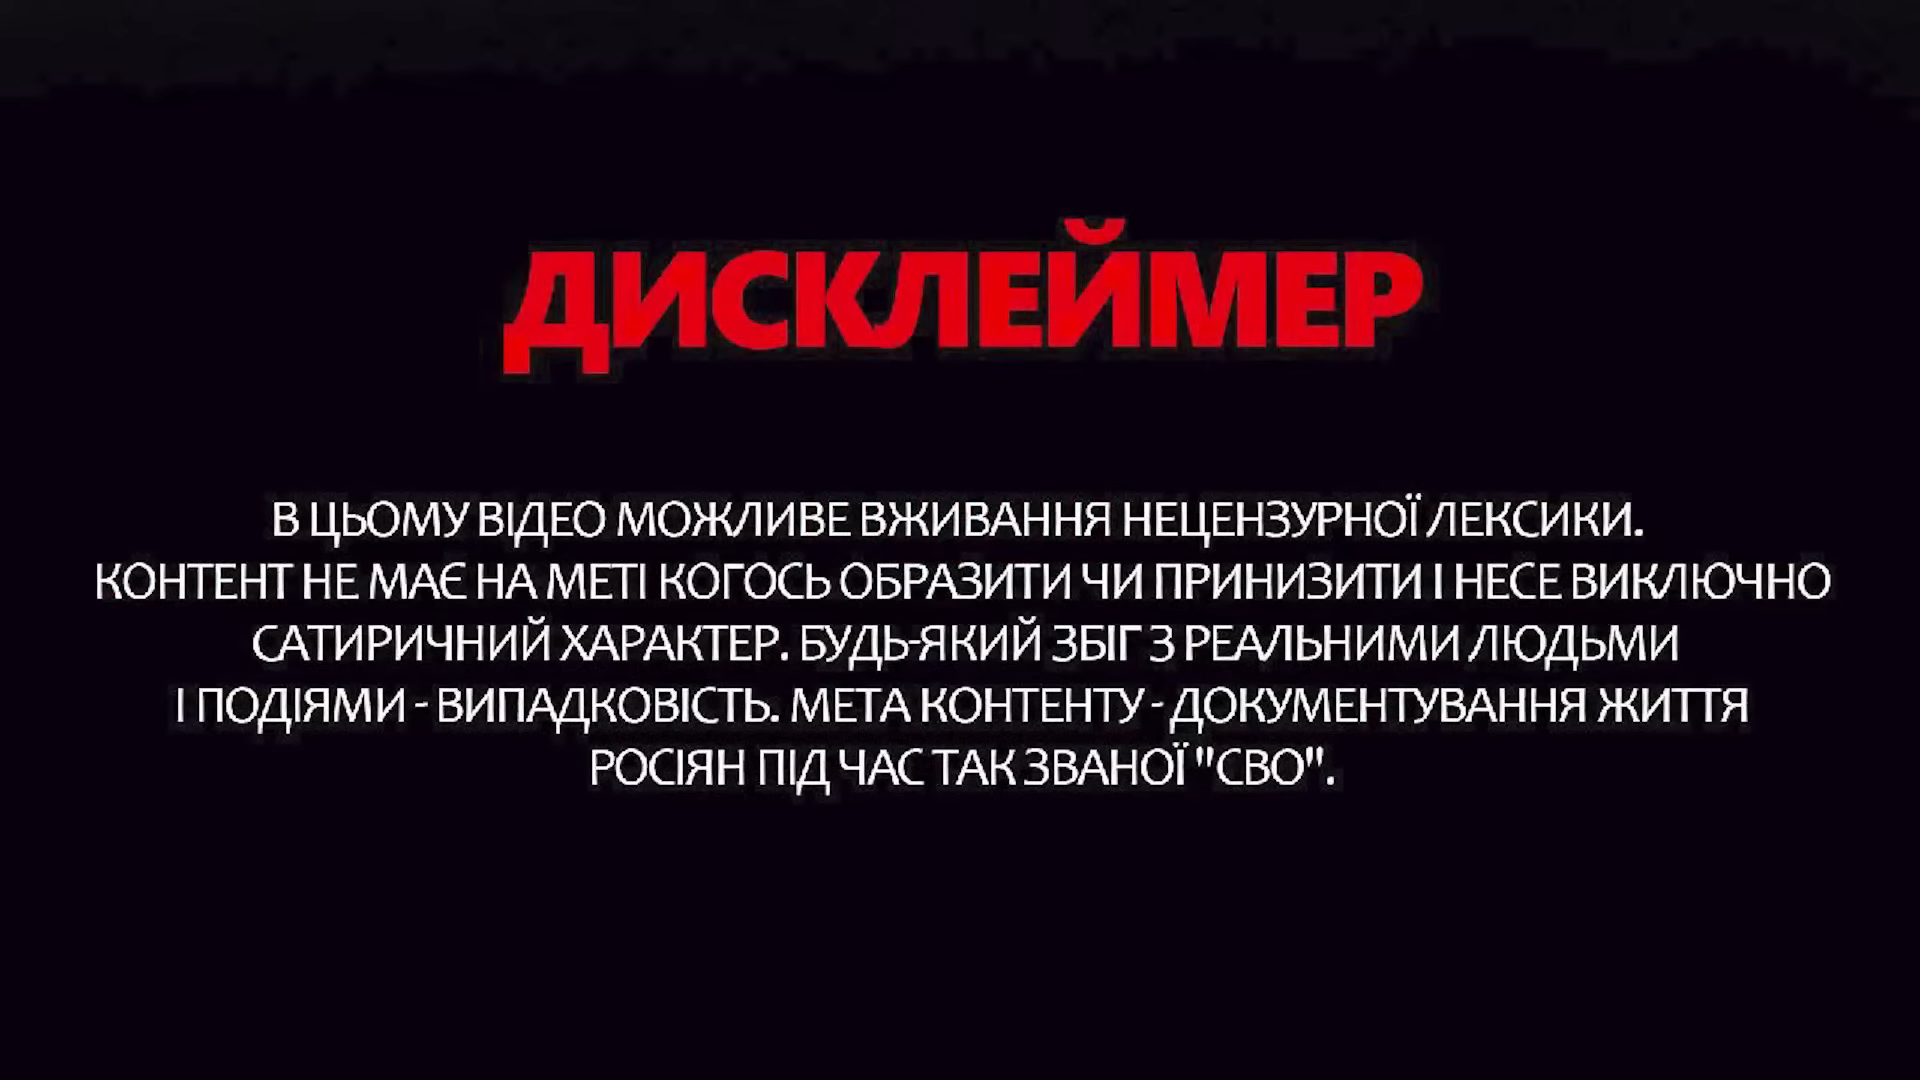 ДИСКЛЕЙМЕР
В ЦЬОМУ ВІДЕО МОЖЛИВЕ ВЖИВАННЯ НЕЦЕНЗУРНОЇ ЛЕКСИКИ.
КОНТЕНТ НЕ МАЄ НА МЕТІ КОГОСЬ ОБРАЗИТИ ЧИ ПРИНИЗИТИ І НЕСЕ ВИКЛЮЧНО
САТИРИЧНИЙ ХАРАКТЕР. БУДЬ-ЯКИЙ ЗБІГ З РЕАЛЬНИМИ ЛЮДЬМИ
І ПОДІЯМИ - ВИПАДКОВІСТЬ. МЕТА КОНТЕНТУ - ДОКУМЕНТУВАННЯ ЖИТТЯ
РОСІЯН ПІД ЧАС ТАК ЗВАНОЇ "СВО".